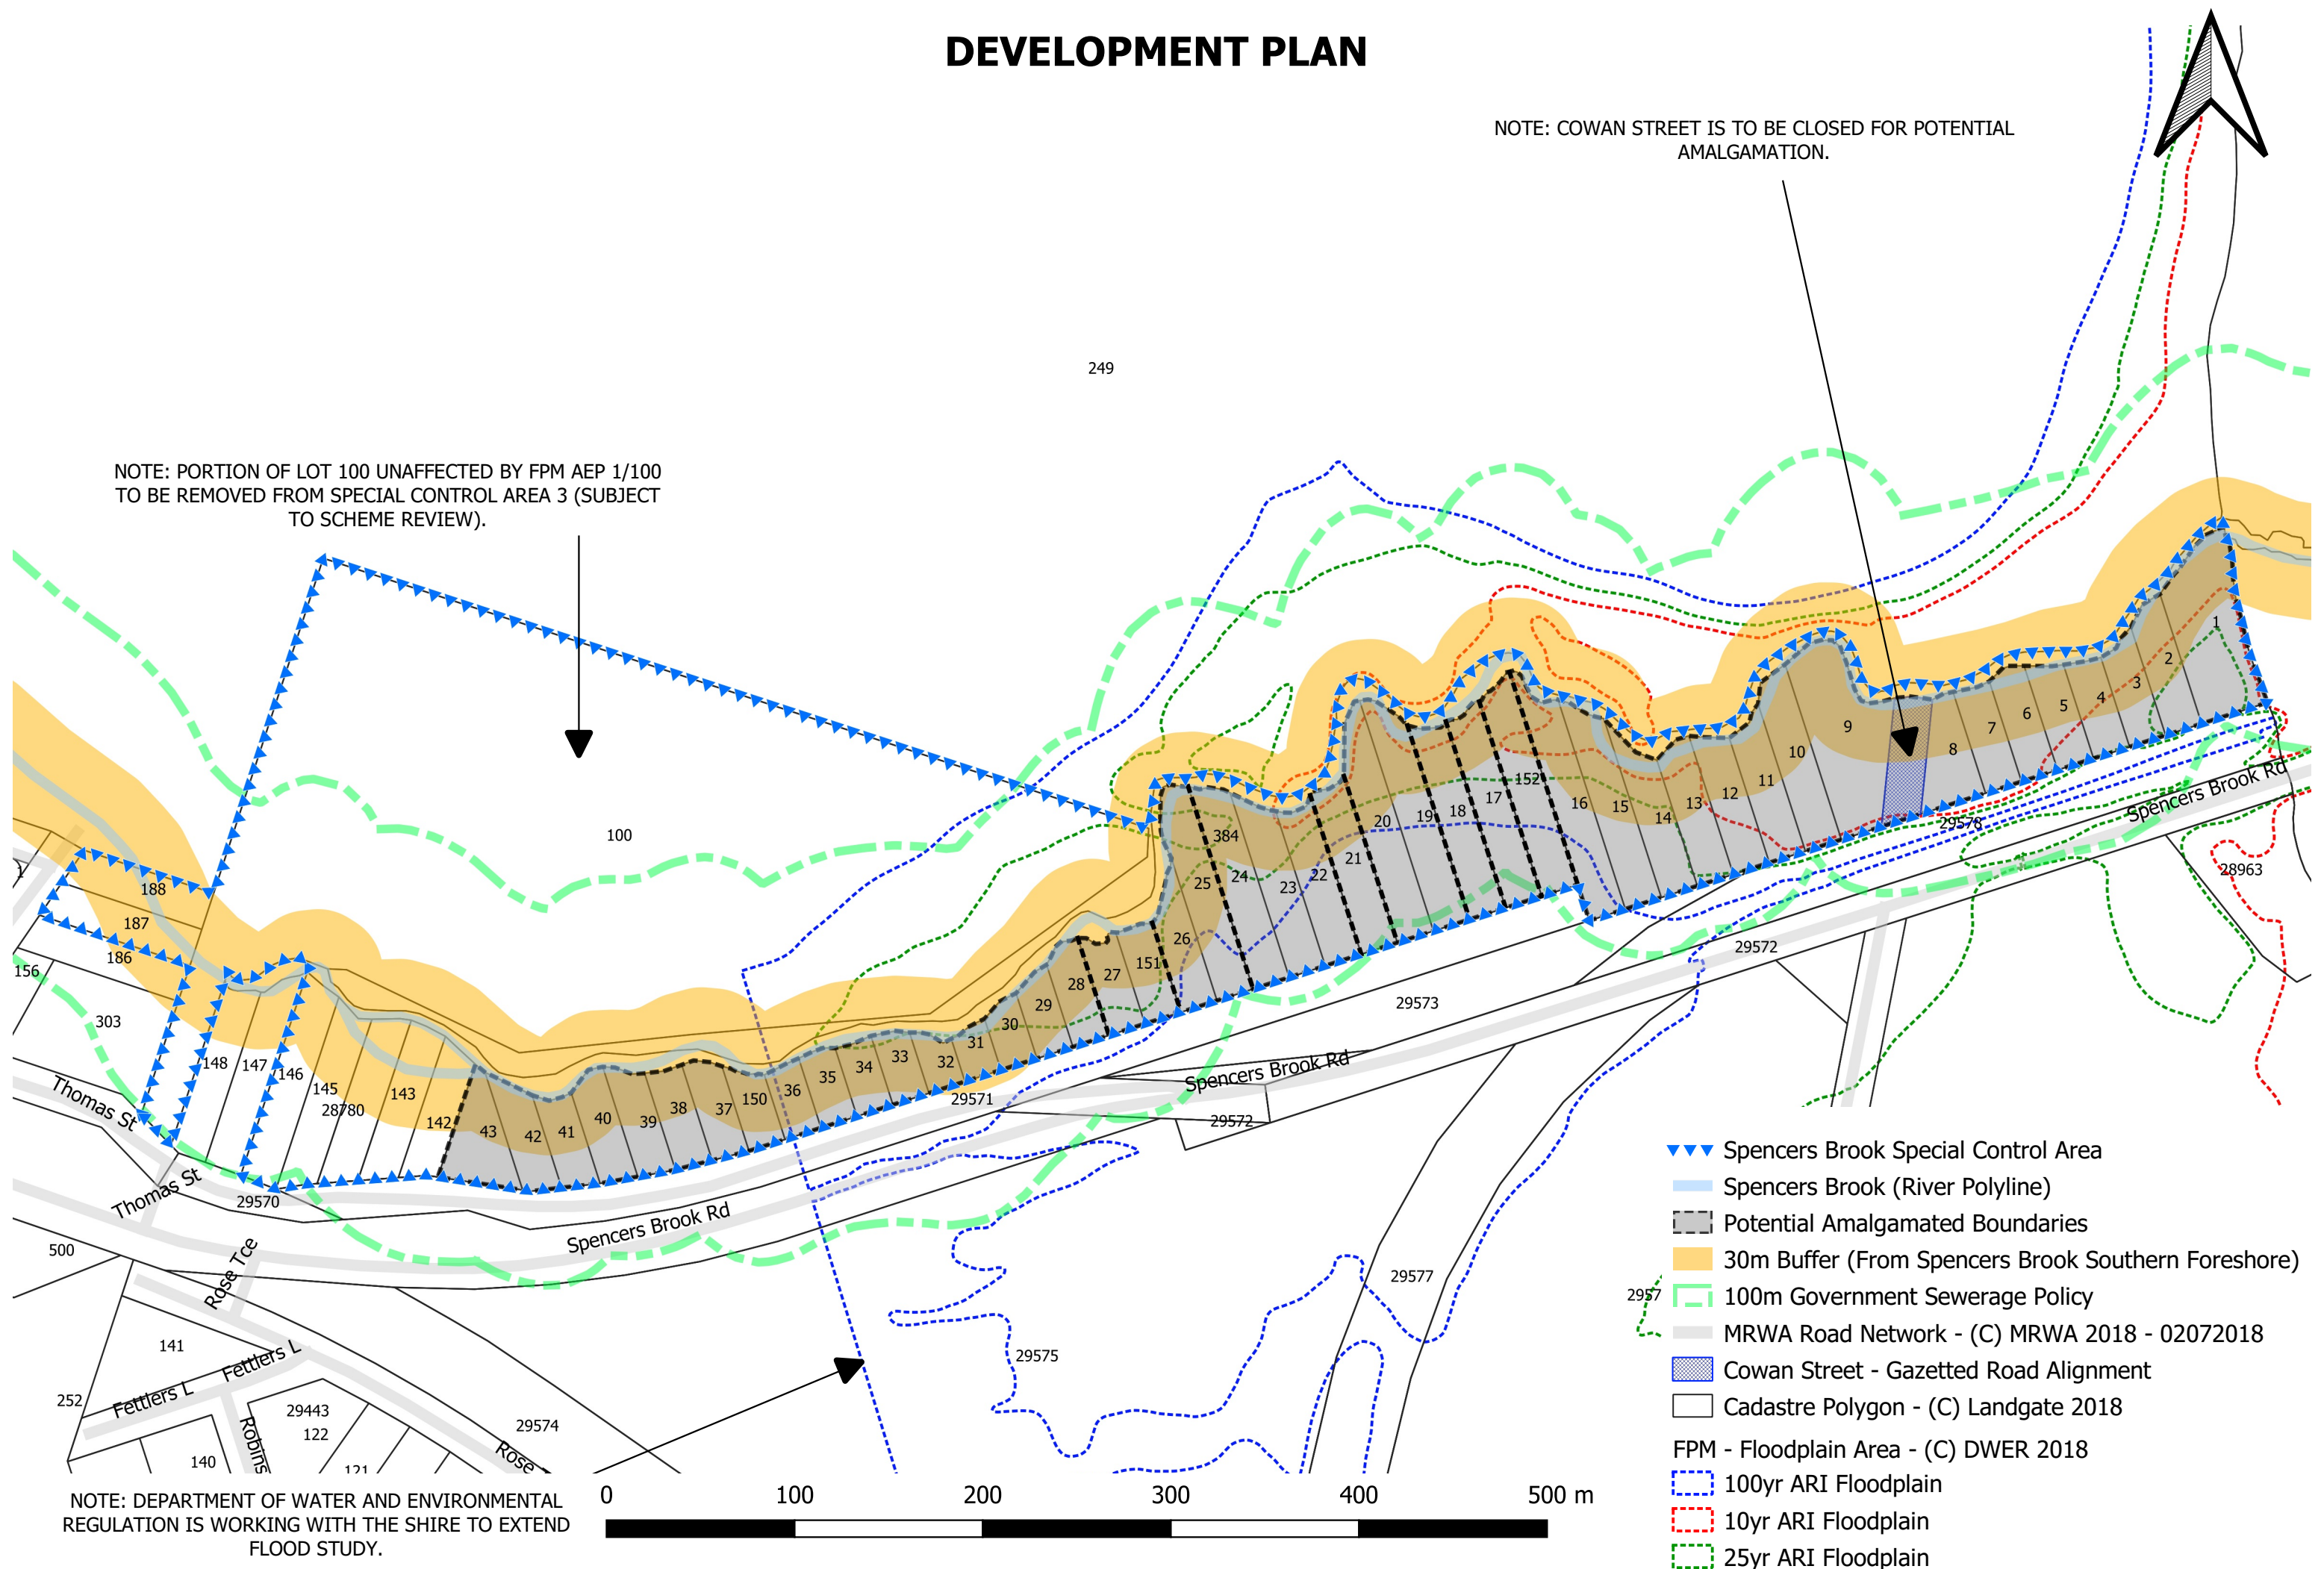 DEVELOPMENT PLAN
NOTE: COWAN STREET IS TO BE CLOSED FOR POTENTIAL
AMALGAMATION.
249
NOTE: PORTION OF LOT 100 UNAFFECTED BY FPM AEP 1/100
TO BE REMOVED FROM SPECIAL CONTROL AREA 3 (SUBJECT
TO SCHEME REVIEW).
100
1
2
3
4
5
6
7
8
9
10
11
12
13
14
15
16
152
17
18
19
20
21
22
23
24
384
25
26
151
27
28
29
30
31
32
33
34
35
36
150
37
38
39
40
41
42
43
142
143
28780
145
146
147
148
188
187
186
156
303
1
Thomas St
Thomas St
29570
500
Rose Tce
Spencers Brook Rd
29571
Spencers Brook Rd
29572
29573
29572
29578
Spencers Brook Rd
28963
29577
29575
2957
141
252
Fettlers L
Fettlers L
Robins
29443
122
140
121
Rose
29574
NOTE: DEPARTMENT OF WATER AND ENVIRONMENTAL
REGULATION IS WORKING WITH THE SHIRE TO EXTEND
FLOOD STUDY.
0 100 200 300 400 500 m
Spencers Brook Special Control Area
Spencers Brook (River Polyline)
Potential Amalgamated Boundaries
30m Buffer (From Spencers Brook Southern Foreshore)
100m Government Sewerage Policy
MRWA Road Network - (C) MRWA 2018 - 02072018
Cowan Street - Gazetted Road Alignment
Cadastre Polygon - (C) Landgate 2018
FPM - Floodplain Area - (C) DWER 2018
100yr ARI Floodplain
10yr ARI Floodplain
25yr ARI Floodplain